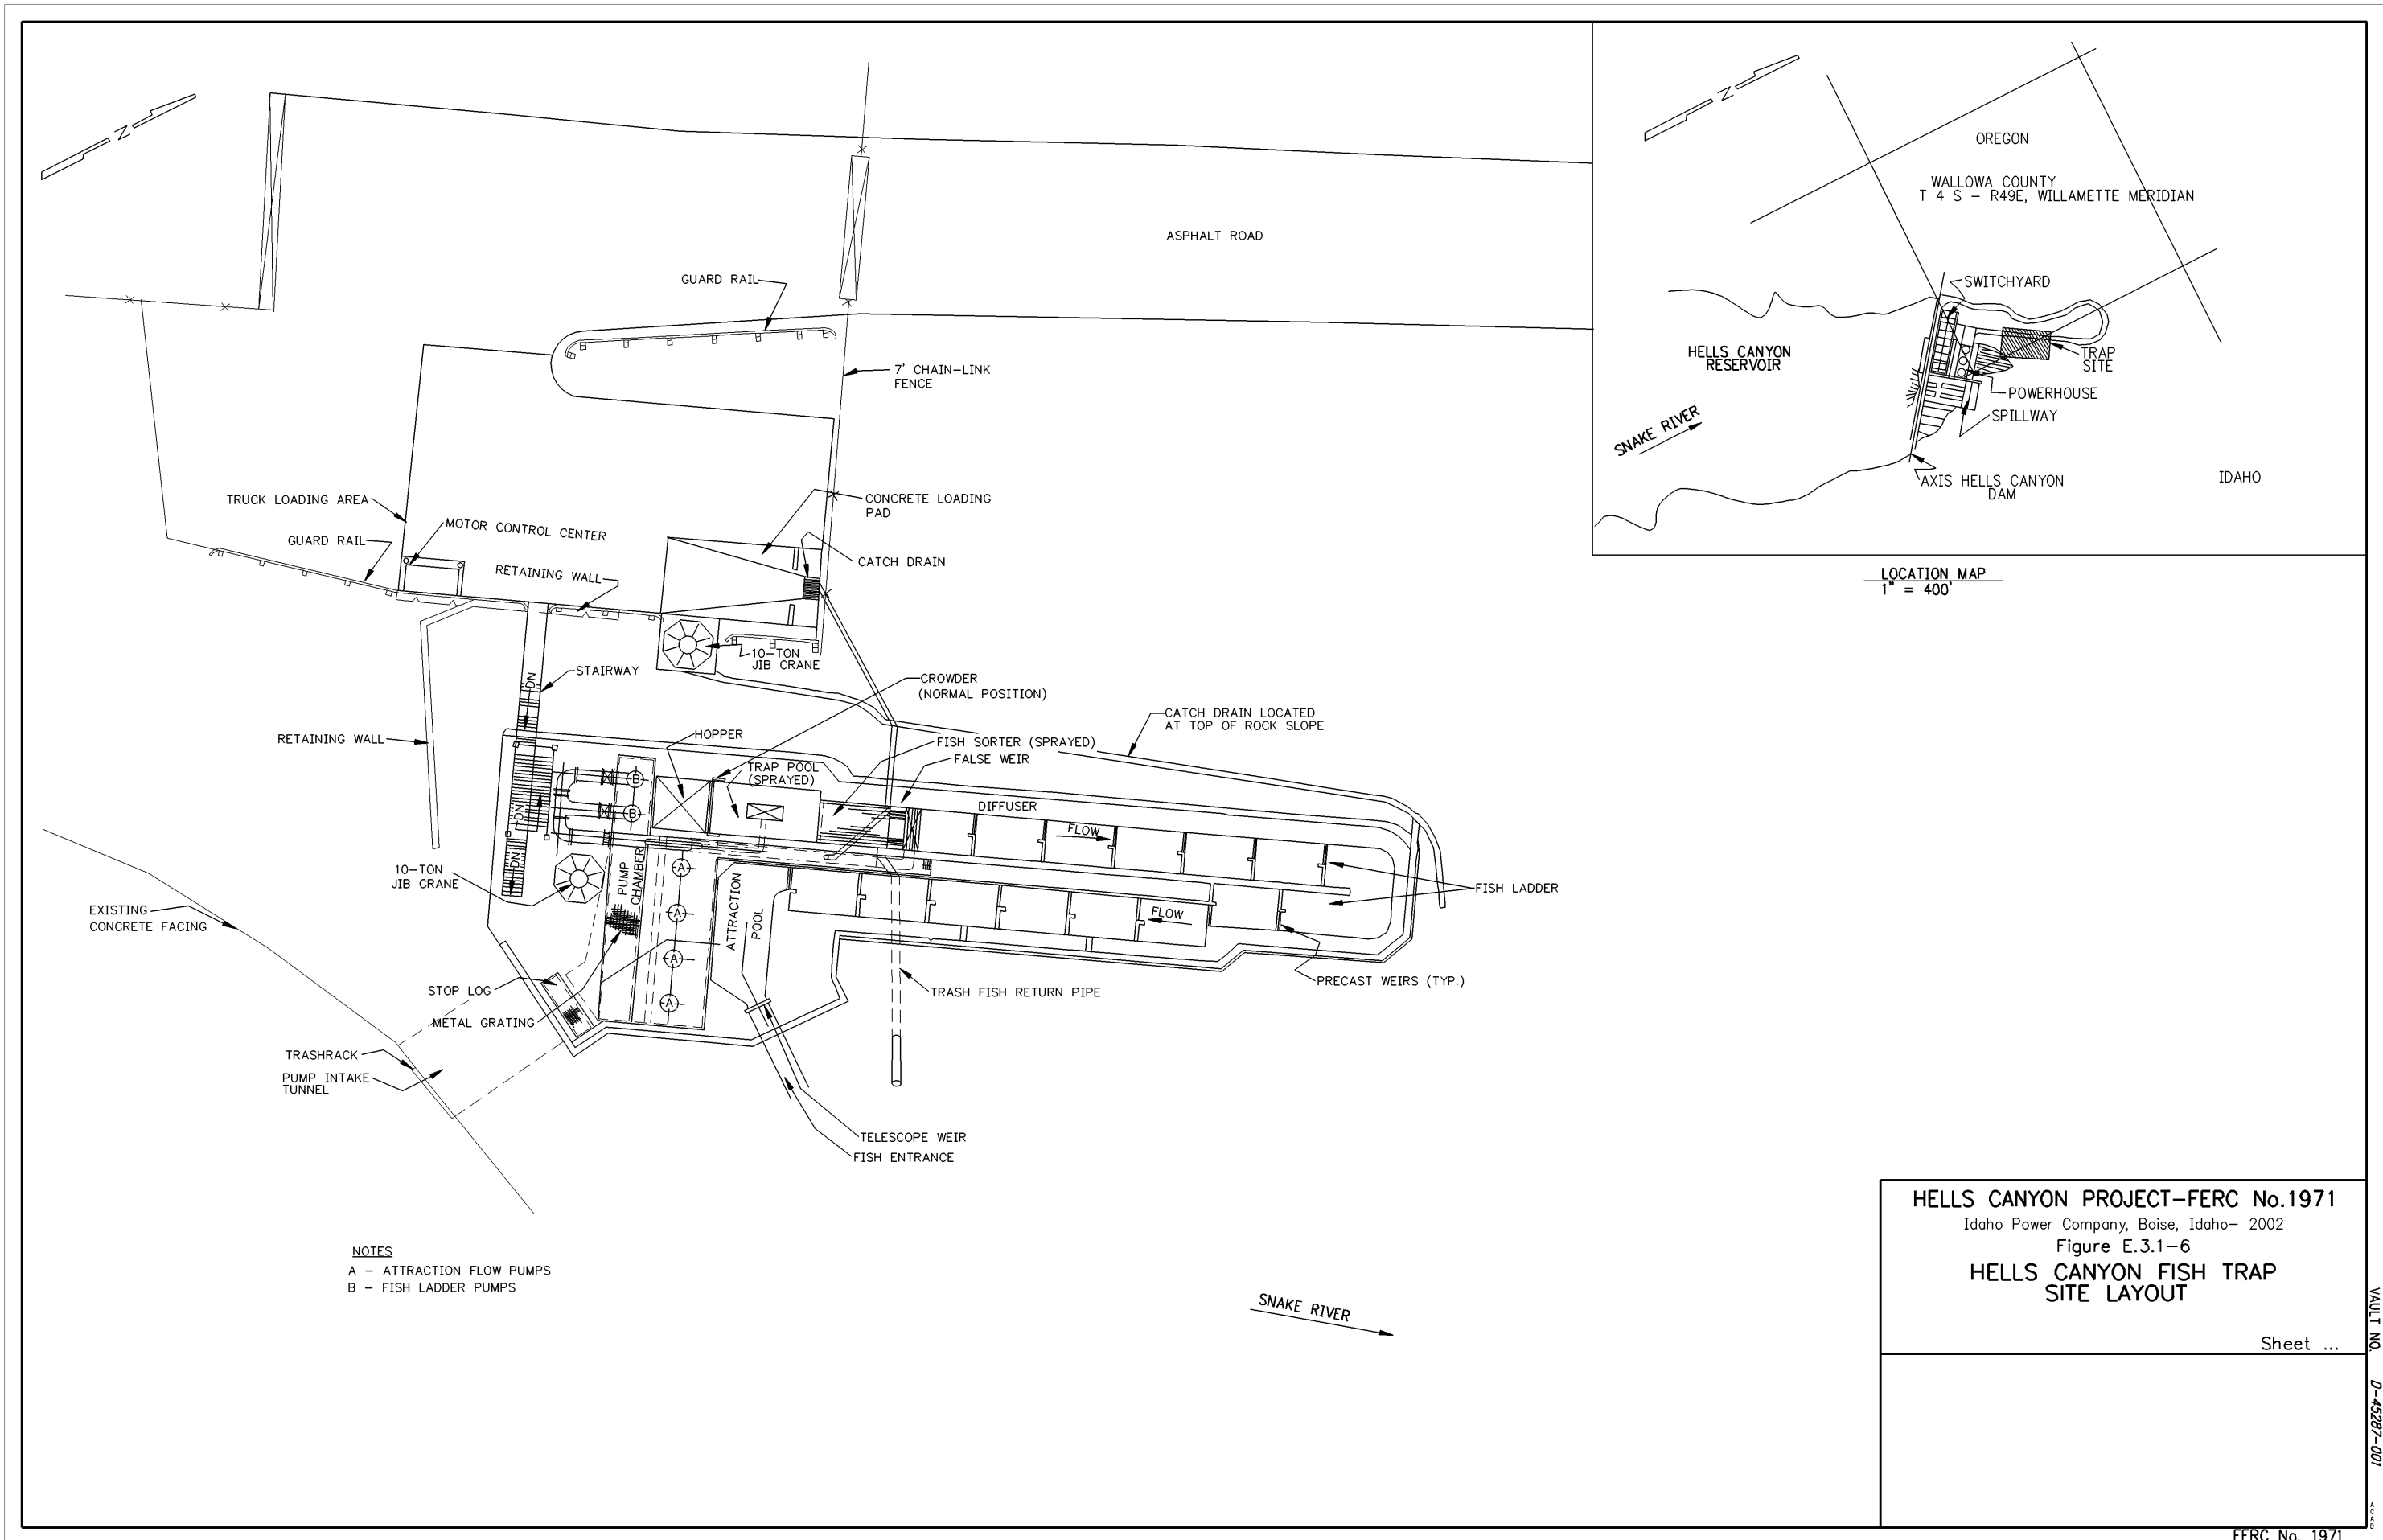 N
ASPHALT ROAD
GUARD RAIL
7' CHAIN-LINK
FENCE
TRUCK LOADING AREA
MOTOR CONTROL CENTER
GUARD RAIL
RETAINING WALL
CONCRETE LOADING
PAD
CATCH DRAIN
10-TON
JIB CRANE
STAIRWAY
DN
CROWDER
(NORMAL POSITION)
CATCH DRAIN LOCATED
AT TOP OF ROCK SLOPE
RETAINING WALL
HOPPER
FISH SORTER (SPRAYED)
FALSE WEIR
TRAP POOL
(SPRAYED)
DIFFUSER
FLOW
B
B
DN
DN
10-TON
JIB CRANE
PUMP
CHAMBER
A
A
A
A
ATTRACTION
POOL
FLOW
FISH LADDER
EXISTING
CONCRETE FACING
STOP LOG
METAL GRATING
TRASH FISH RETURN PIPE
PRECAST WEIRS (TYP.)
TRASHRACK
PUMP INTAKE
TUNNEL
TELESCOPE WEIR
FISH ENTRANCE
NOTES
A - ATTRACTION FLOW PUMPS
B - FISH LADDER PUMPS
SNAKE RIVER
N
OREGON
WALLOWA COUNTY
T 4 S - R49E, WILLAMETTE MERIDIAN
SWITCHYARD
HELLS CANYON
RESERVOIR
TRAP
SITE
POWERHOUSE
SPILLWAY
SNAKE RIVER
AXIS HELLS CANYON
DAM
IDAHO
LOCATION MAP
1" = 400'
HELLS CANYON PROJECT-FERC No.1971
Idaho Power Company, Boise, Idaho- 2002
Figure E.3.1-6
HELLS CANYON FISH TRAP
SITE LAYOUT
Sheet ...
VAULT NO. D-45287-001
ACAD
FERC No. 1971